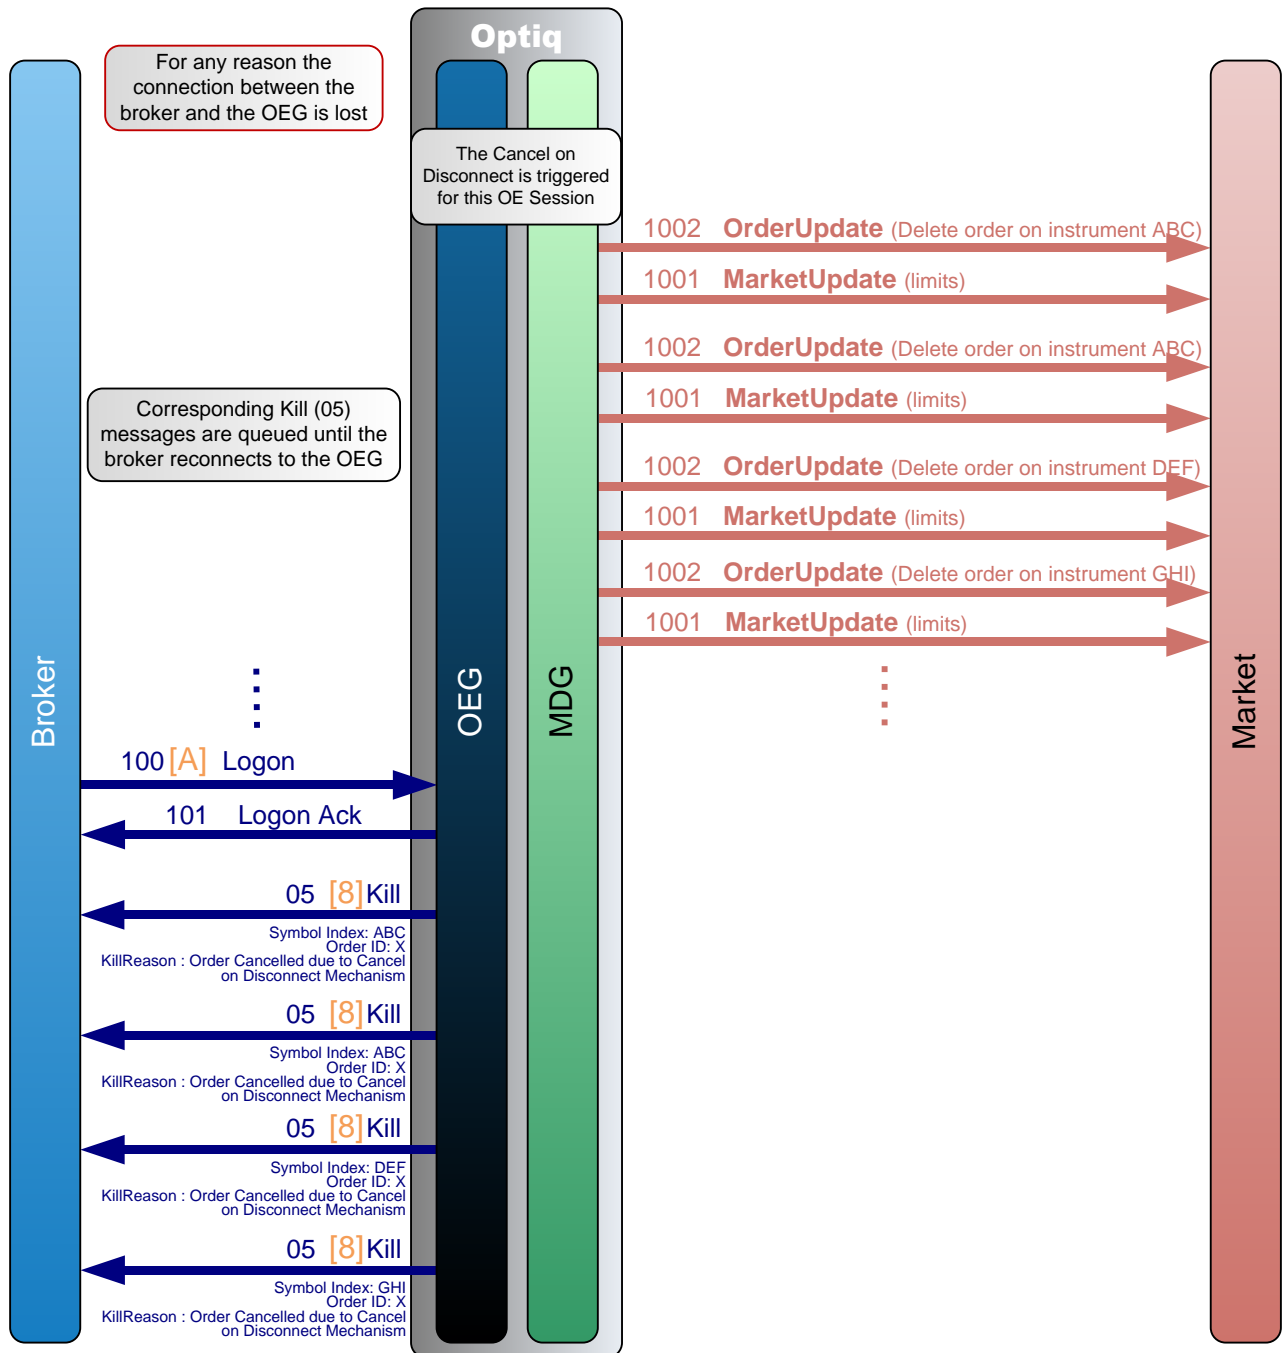 Optiq
For any reason the
connection between the
broker and the OEG is lost
The Cancel on
Disconnect is triggered
for this OE Session
1002 OrderUpdate (Delete order on instrument ABC)
1001 MarketUpdate (limits)
1002 OrderUpdate (Delete order on instrument ABC)
1001 MarketUpdate (limits)
Corresponding Kill (05)
messages are queued until the
broker reconnects to the OEG
1002 OrderUpdate (Delete order on instrument DEF)
1001 MarketUpdate (limits)
1002 OrderUpdate (Delete order on instrument GHI)
1001 MarketUpdate (limits)
Broker
OEG
MDG
Market
100 [A] Logon
101 Logon Ack
05 [8] Kill
Symbol Index: ABC
Order ID: X
KillReason : Order Cancelled due to Cancel
on Disconnect Mechanism
05 [8] Kill
Symbol Index: ABC
Order ID: X
KillReason : Order Cancelled due to Cancel
on Disconnect Mechanism
05 [8] Kill
Symbol Index: DEF
Order ID: X
KillReason : Order Cancelled due to Cancel
on Disconnect Mechanism
05 [8] Kill
Symbol Index: GHI
Order ID: X
KillReason : Order Cancelled due to Cancel
on Disconnect Mechanism